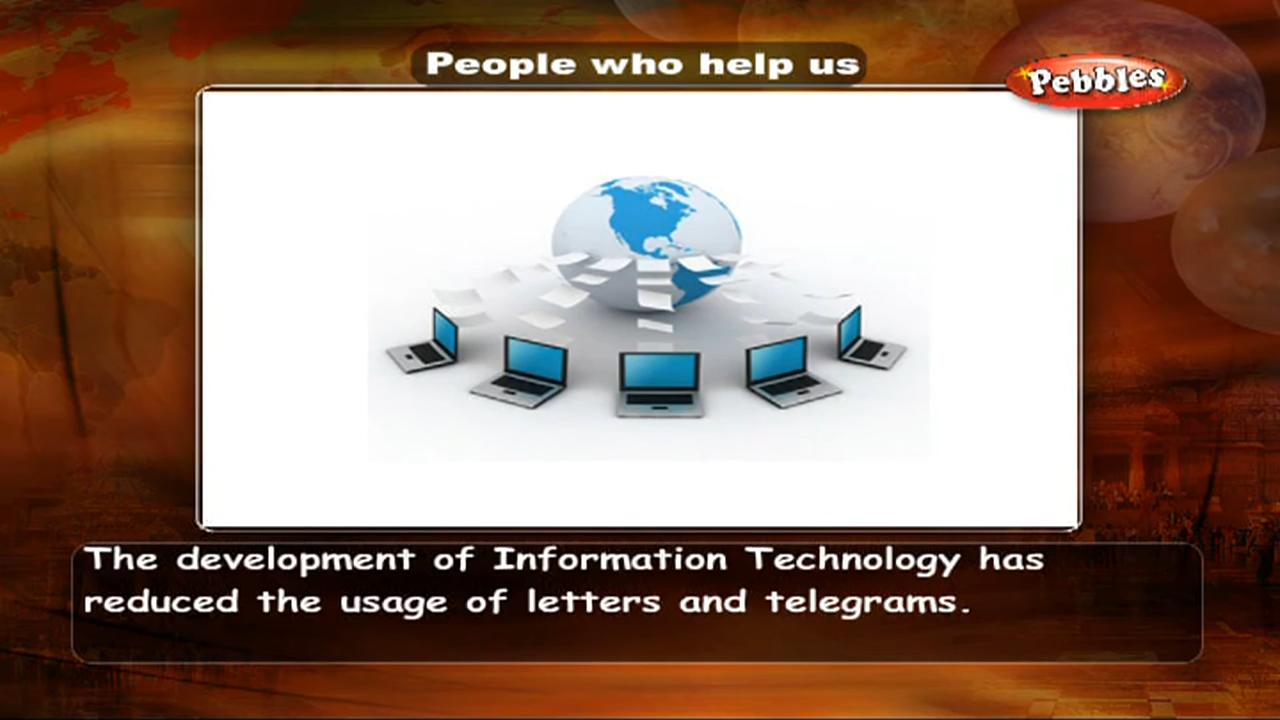 People who help us
Pebbles
The development of Information Technology has
reduced the usage of letters and telegrams.